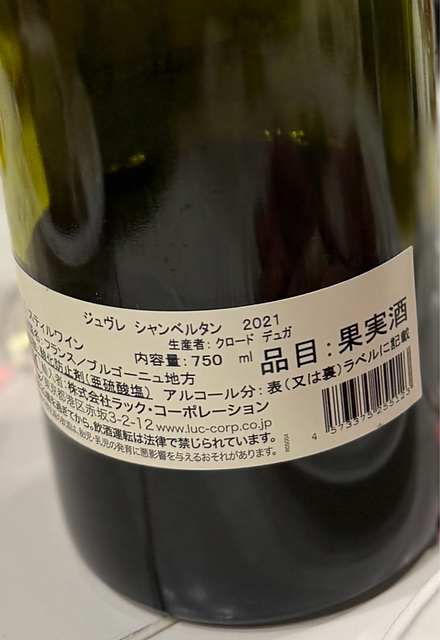 ジュヴレ シャンベルタン 2021
スティルワイン
生産者:クロード デュガ
フランス/ブルゴーニュ地方
内容量:750 ml
品目:果実酒
防止剤(亜硫酸塩)
アルコール分:表(又は裏)ラベルに記載
株式会社ラック・コーポレーション
港区赤坂3-2-12 www.luc-corp.co.jp
飲酒運転は法律で禁じられています。
胎児・乳児の発育に悪影響を与えるおそれがあります。